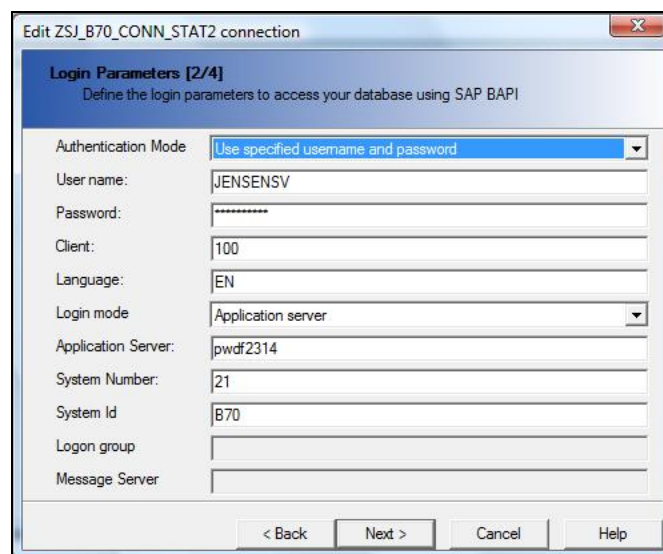 Edit ZSJ_B70_CONN_STAT2 connection
Login Parameters [2/4]
Define the login parameters to access your database using SAP BAPI
Authentication Mode Use specified username and password
User name: JENSENSV
Password: **********
Client: 100
Language: EN
Login mode Application server
Application Server: pwdf2314
System Number: 21
System Id B70
Logon group
Message Server
< Back Next > Cancel Help